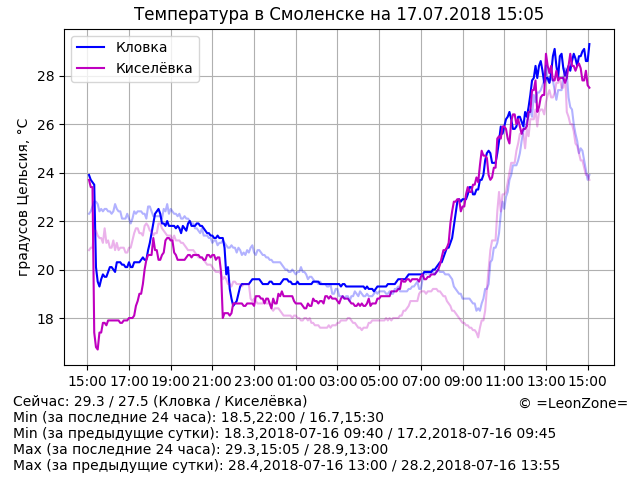 Температура в Смоленске на 17.07.2018 15:05
Кловка
Киселёвка
градусов Цельсия, °C
28
26
24
22
20
18
15:00 17:00 19:00 21:00 23:00 01:00 03:00 05:00 07:00 09:00 11:00 13:00 15:00
Сейчас: 29.3 / 27.5 (Кловка / Киселёвка)
© =LeonZone=
Min (за последние 24 часа): 18.5,22:00 / 16.7,15:30
Min (за предыдущие сутки): 18.3,2018-07-16 09:40 / 17.2,2018-07-16 09:45
Max (за последние 24 часа): 29.3,15:05 / 28.9,13:00
Max (за предыдущие сутки): 28.4,2018-07-16 13:00 / 28.2,2018-07-16 13:55